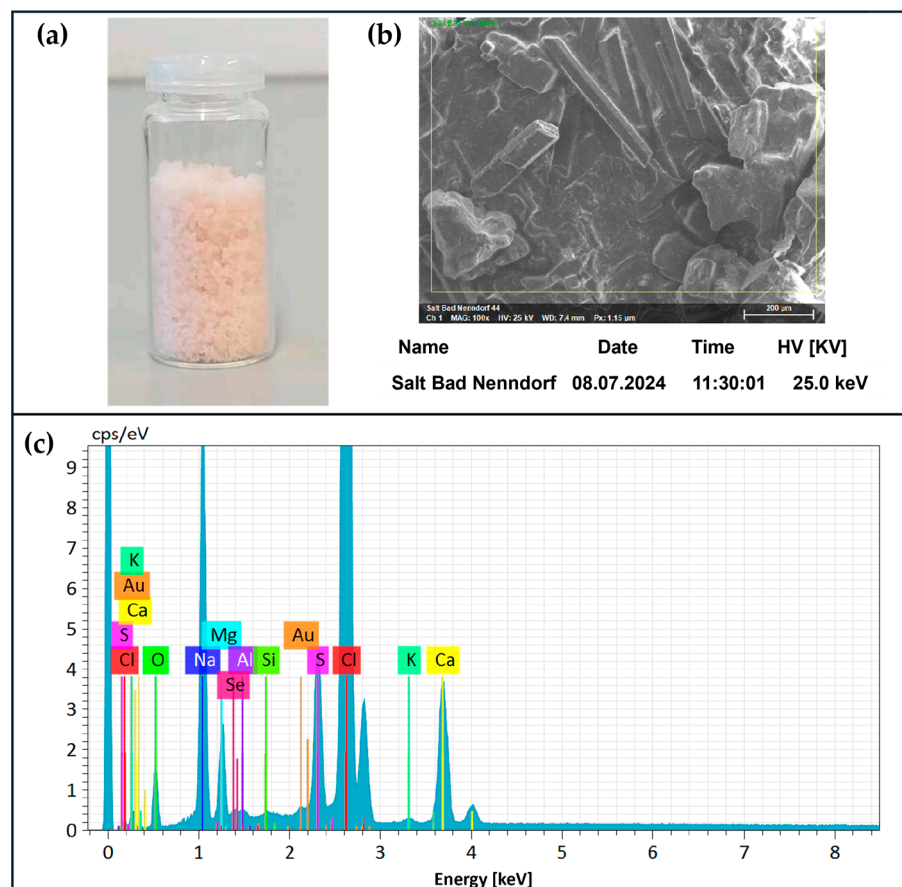 (a)
(b)
Salt Bad Nenndorf 44
Ch 1 MAG: 100x HV: 25 kV WD: 7,4 mm Px: 1,15 µm
200 µm
Name Date Time HV [KV]
Salt Bad Nenndorf 08.07.2024 11:30:01 25.0 keV
(c)
cps/eV
9
8
7
6
5
4
3
2
1
0
K
Au
Ca
S
Cl
O
Na
Mg
Se
Al
Si
Au
S
Cl
K
Ca
0 1 2 3 4 5 6 7 8
Energy [keV]